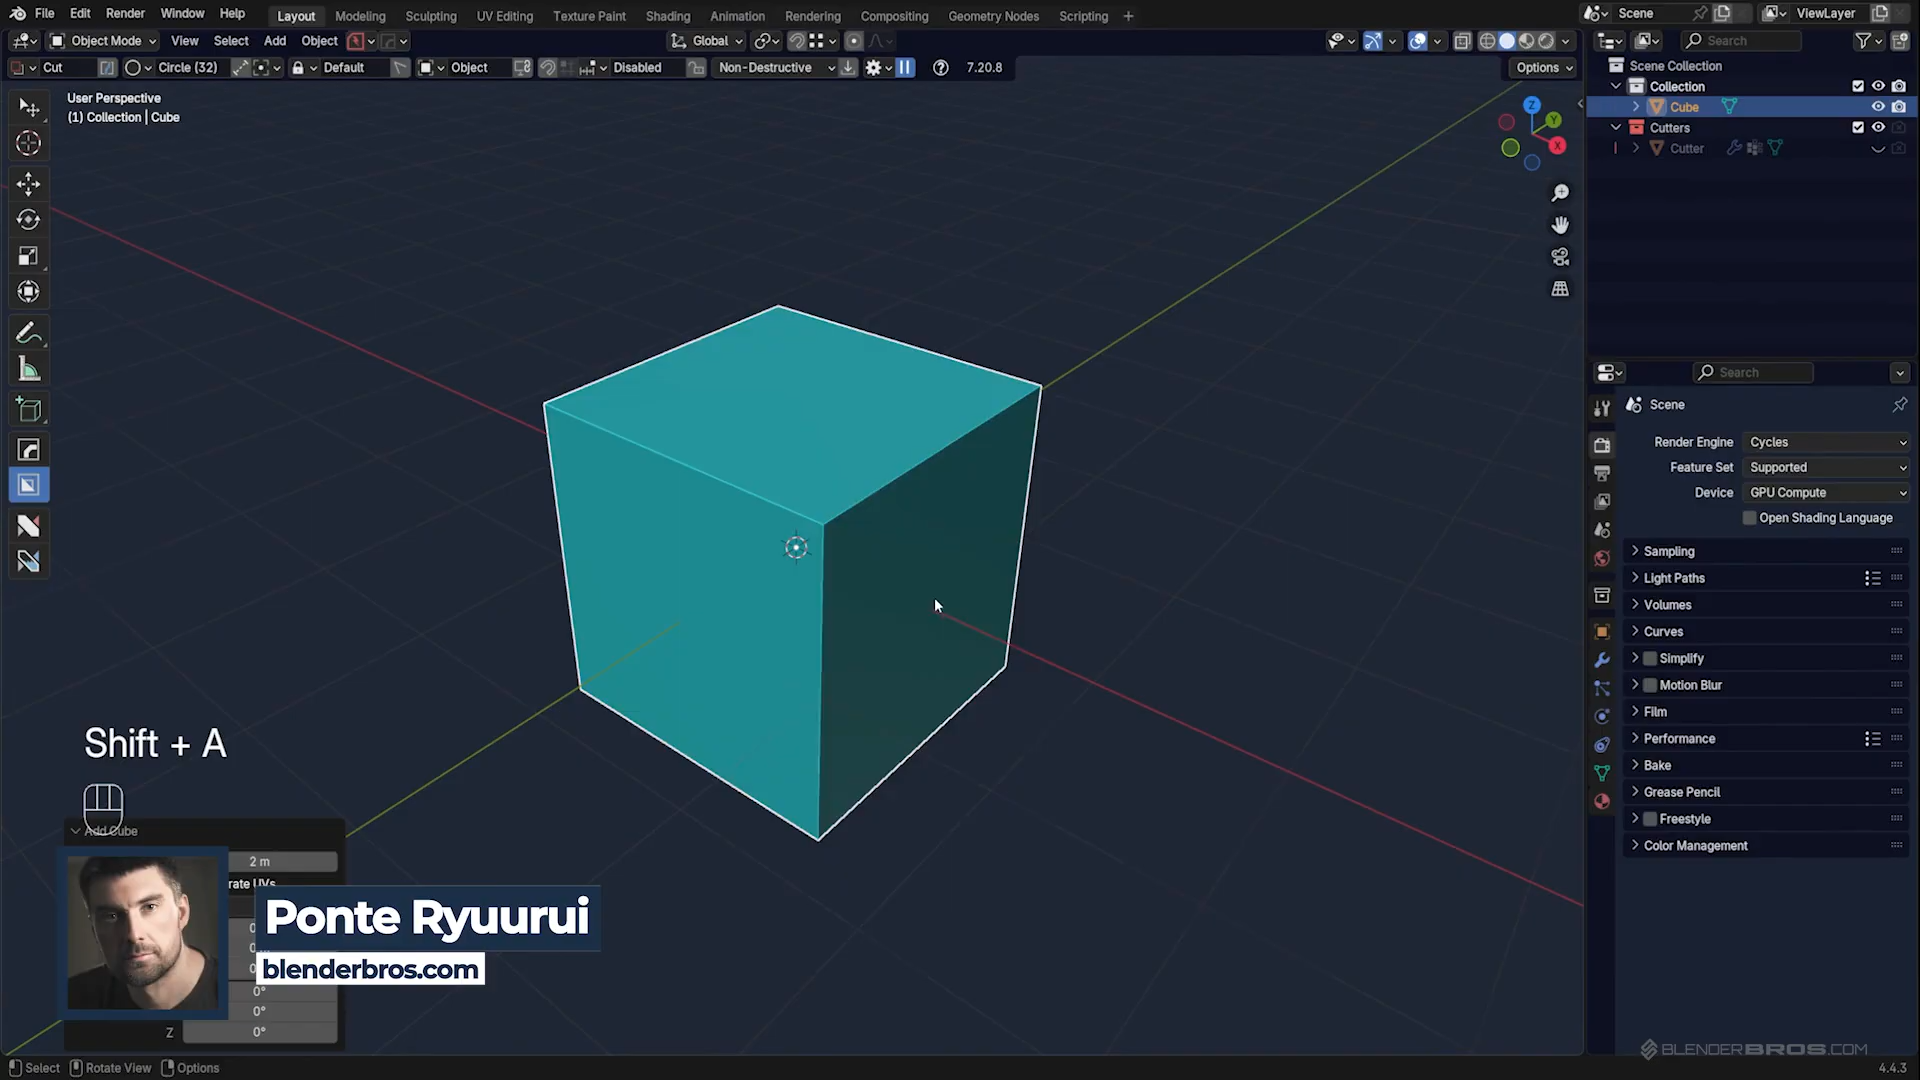 File Edit Render Window Help Layout Modeling Sculpting UV Editing Texture Paint Shading Animation Rendering Compositing Geometry Nodes Scripting + Scene ViewLayer
Object Mode View Select Add Object Global Search
Cut Circle (32) Default Object Disabled Non-Destructive 7.20.8 Options
User Perspective
(1) Collection | Cube
Z
Y
X
Scene Collection
Collection
Cube
Cutters
Cutter
Search
Scene
Render Engine Cycles
Feature Set Supported
Device GPU Compute
Open Shading Language
Sampling
Light Paths
Volumes
Curves
Simplify
Motion Blur
Film
Performance
Bake
Grease Pencil
Freestyle
Color Management
Shift + A
Add Cube
2 m
rate UVs
Ponte Ryuurui
blenderbros.com
0°
0°
Z 0°
BLENDERBROS.COM
Select Rotate View Options 4.4.3